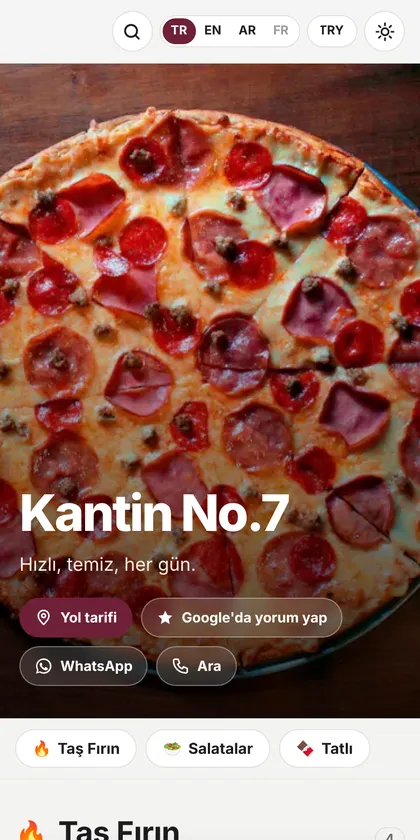 TR EN AR FR TRY
Kantin No.7
Hızlı, temiz, her gün.
Yol tarifi Google'da yorum yap
WhatsApp Ara
Taş Fırın Salatalar Tatlı
Taş Fırın 4